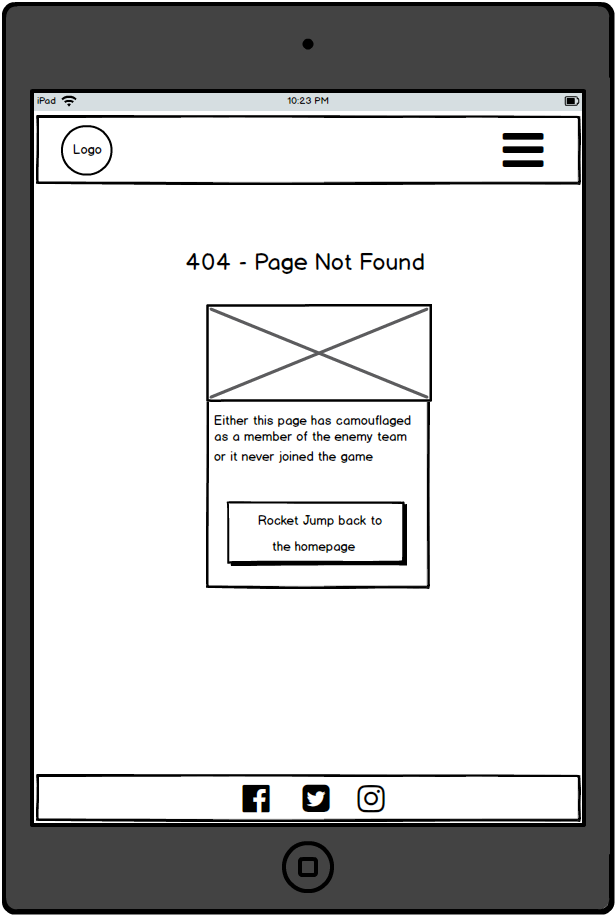 iPad 10:23 PM
Logo
404 - Page Not Found
Either this page has camouflaged
as a member of the enemy team
or it never joined the game
Rocket Jump back to
the homepage